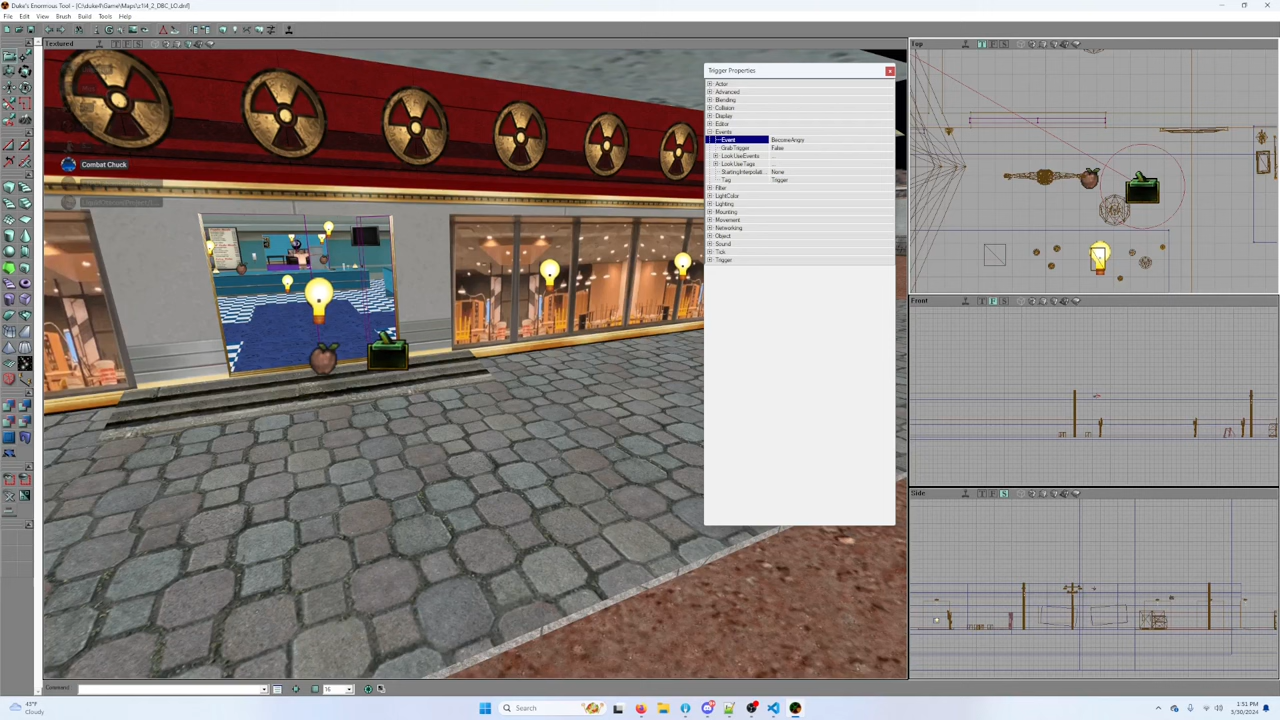 Duke's Enormous Tool - [C:\duke4\Game\Maps\z1l4_2_DBC_LO.dnf]
File Edit View Brush Build Tools Help
Textured
Combat Chuck
Trigger Properties
Actor
Advanced
Blending
Collision
Display
Editor
Events
Event BecomeAngry
GrabTrigger False
LookUseEvents ...
LookUseTags ...
StartingInterpolati... None
Tag Trigger
Filter
LightColor
Lighting
Mounting
Movement
Networking
Object
Sound
Tick
Trigger
Top
Front
Side
Command
16
43°F
Cloudy
Search
1:51 PM
3/30/2024